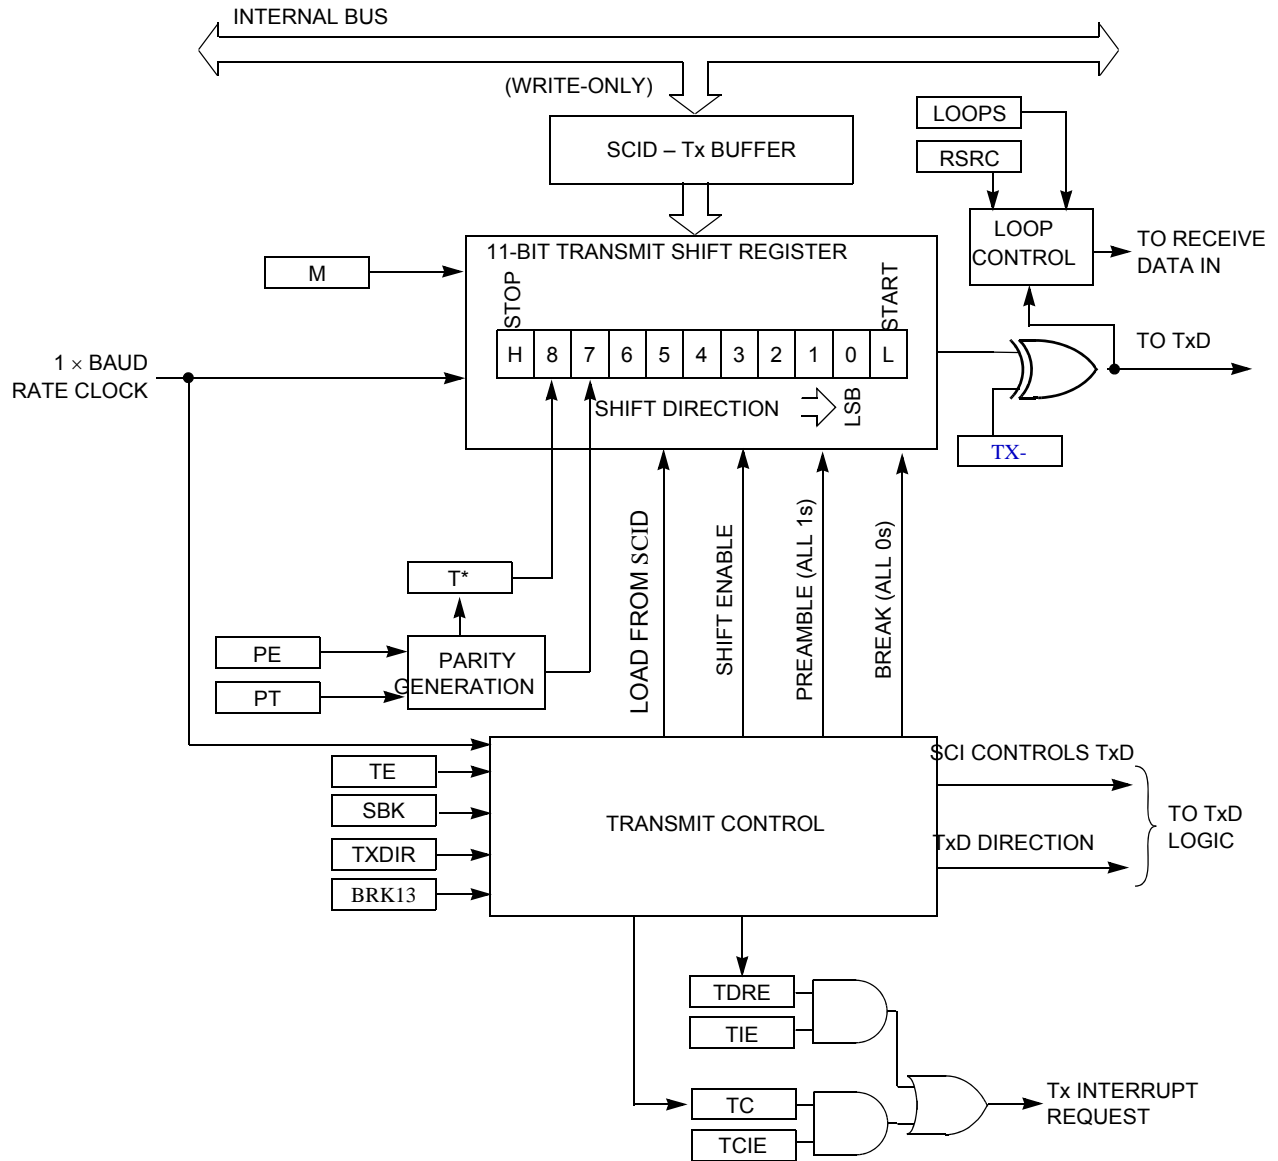 INTERNAL BUS
(WRITE-ONLY)
SCID – Tx BUFFER
LOOPS
RSRC
LOOP
CONTROL
TO RECEIVE
DATA IN
11-BIT TRANSMIT SHIFT REGISTER
M
STOP
START
H 8 7 6 5 4 3 2 1 0 L
1 × BAUD
RATE CLOCK
SHIFT DIRECTION
LSB
TO TxD
TX-
LOAD FROM SCID
SHIFT ENABLE
PREAMBLE (ALL 1s)
BREAK (ALL 0s)
T*
PE
PT
PARITY
GENERATION
TE
SBK
TXDIR
BRK13
TRANSMIT CONTROL
SCI CONTROLS TxD
TxD DIRECTION
TO TxD
LOGIC
TDRE
TIE
TC
TCIE
Tx INTERRUPT
REQUEST